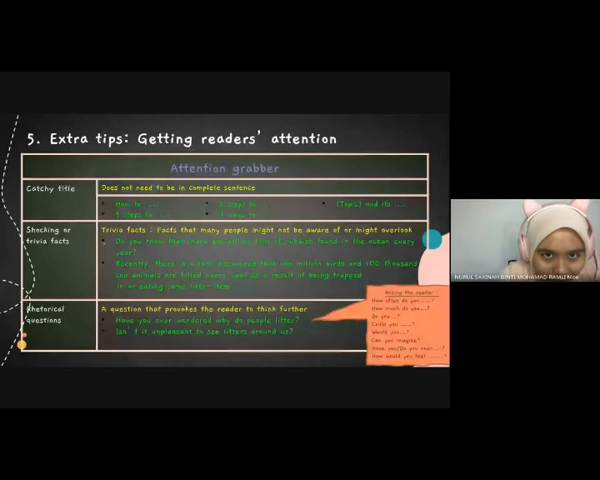 5. Extra tips: Getting readers' attention
Attention grabber
Catchy title
Does not need to be in complete sentence
How to ....
5 Steps to ....
(Topic) and its ....
Shocking or
trivia facts
Trivia facts : Facts that many people might not be aware of or might overlook
Do you know that there are million tons of rubbish found in the ocean every
year?
Recently, there is a report discovered that one million birds and 100 thousand
sea animals are killed every year as a result of being trapped
in or eating some litter item
Rhetorical
questions
A question that provokes the reader to think further
Have you ever wondered why do people litter?
Isn't it unpleasant to see litters around us?
the reader :
How often do you ......?
How much do you....?
Do you....?
Could you ......?
Would you....?
Can you imagine?
Have you/Do you ever....?
How would you feel ........?
NURUL SAKINAH BINTI MOHAMAD RAMLI Moe